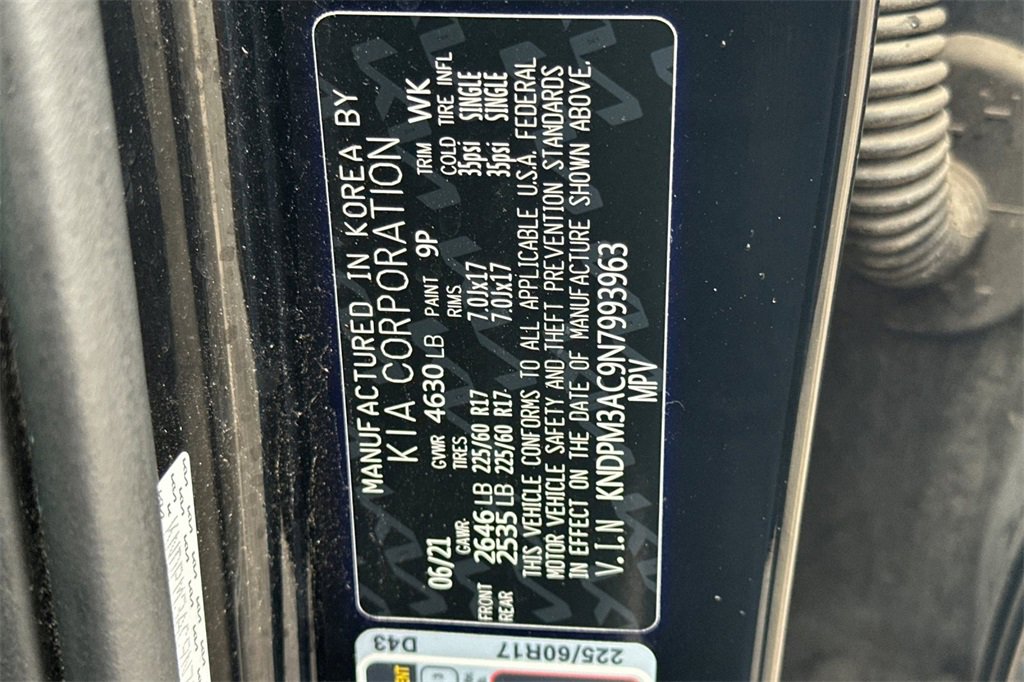 MANUFACTURED IN KOREA BY
KIA CORPORATION
06/21 GVWR 4630 LB PAINT 9P TRIM WK
GAWR TIRES RIMS COLD TIRE INFL
FRONT 2646 LB 225/60 R17 7.0Jx17 35psi SINGLE
REAR 2535 LB 225/60 R17 7.0Jx17 35psi SINGLE
THIS VEHICLE CONFORMS TO ALL APPLICABLE U.S.A. FEDERAL
MOTOR VEHICLE SAFETY AND THEFT PREVENTION STANDARDS
IN EFFECT ON THE DATE OF MANUFACTURE SHOWN ABOVE.
V.I.N KNDPM3AC9N7993963
MPV
D43
225/60R17